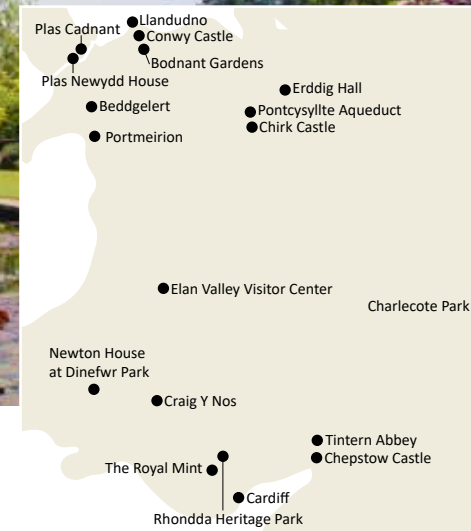 Llandudno
Plas Cadnant
Conwy Castle
Bodnant Gardens
Plas Newydd House
Erddig Hall
Beddgelert
Pontcysyllte Aqueduct
Chirk Castle
Portmeirion
Elan Valley Visitor Center
Charlecote Park
Newton House
at Dinefwr Park
Craig Y Nos
Tintern Abbey
Chepstow Castle
The Royal Mint
Cardiff
Rhondda Heritage Park